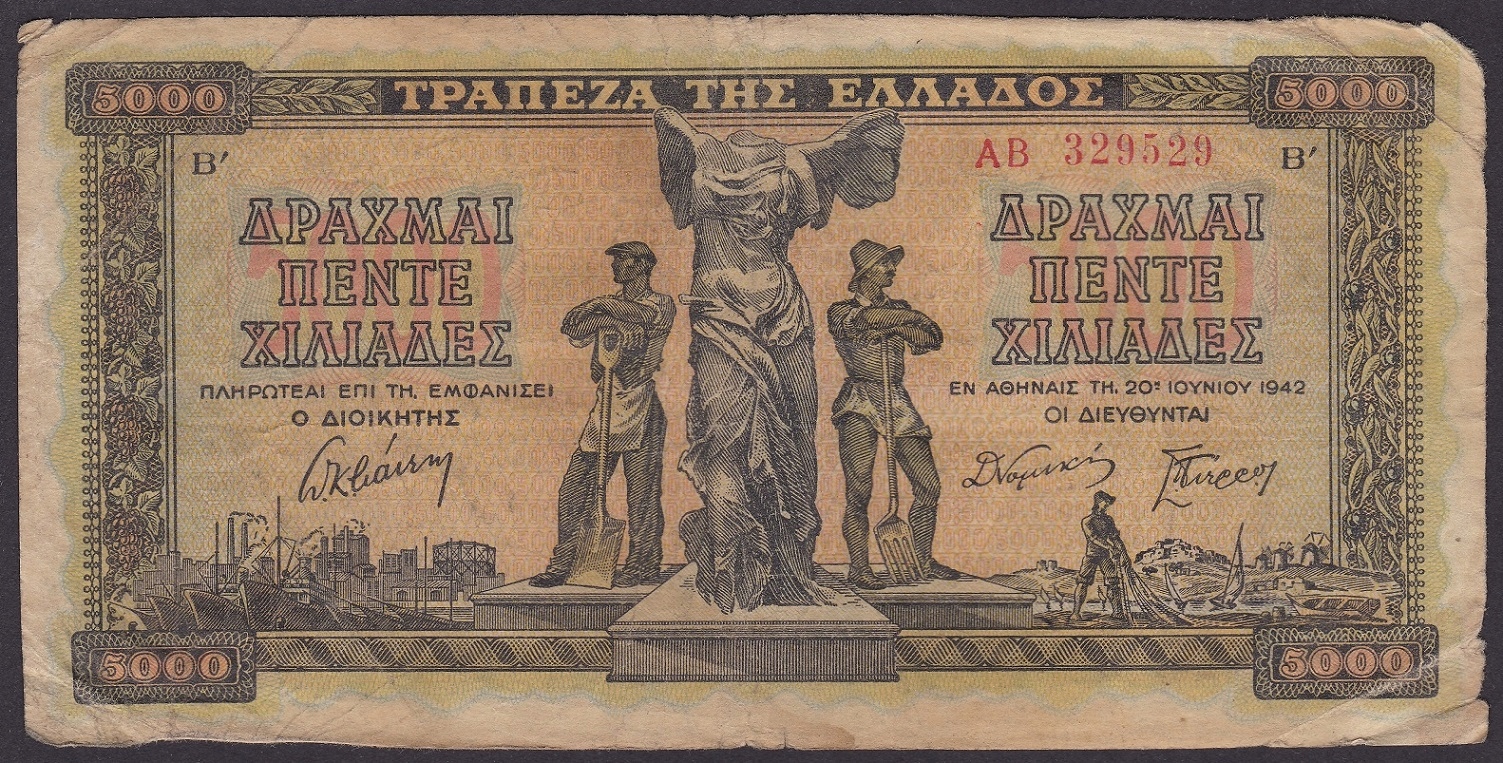 5000 ΤΡΑΠΕΖΑ ΤΗΣ ΕΛΛΑΔΟΣ 5000
Β′ ΑΒ 329529 Β′
ΔΡΑΧΜΑΙ ΔΡΑΧΜΑΙ
ΠΕΝΤΕ ΠΕΝΤΕ
ΧΙΛΙΑΔΕΣ ΧΙΛΙΑΔΕΣ
ΠΛΗΡΩΤΕΑΙ ΕΠΙ ΤΗ, ΕΜΦΑΝΙΣΕΙ ΕΝ ΑΘΗΝΑΙΣ ΤΗ, 20ῌ ΙΟΥΝΙΟΥ 1942
Ο ΔΙΟΙΚΗΤΗΣ ΟΙ ΔΙΕΥΘΥΝΤΑΙ
5000 5000